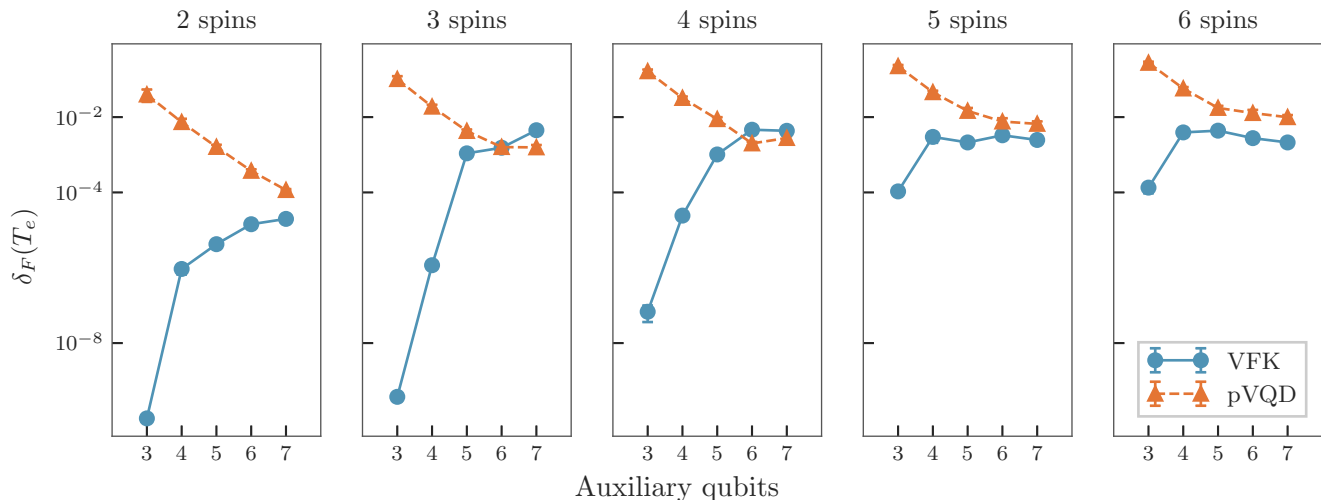 2 spins
3 spins
4 spins
5 spins
6 spins
δ_F(T_e)
10⁻²
10⁻⁴
10⁻⁸
3 4 5 6 7
3 4 5 6 7
3 4 5 6 7
3 4 5 6 7
3 4 5 6 7
Auxiliary qubits
VFK
pVQD